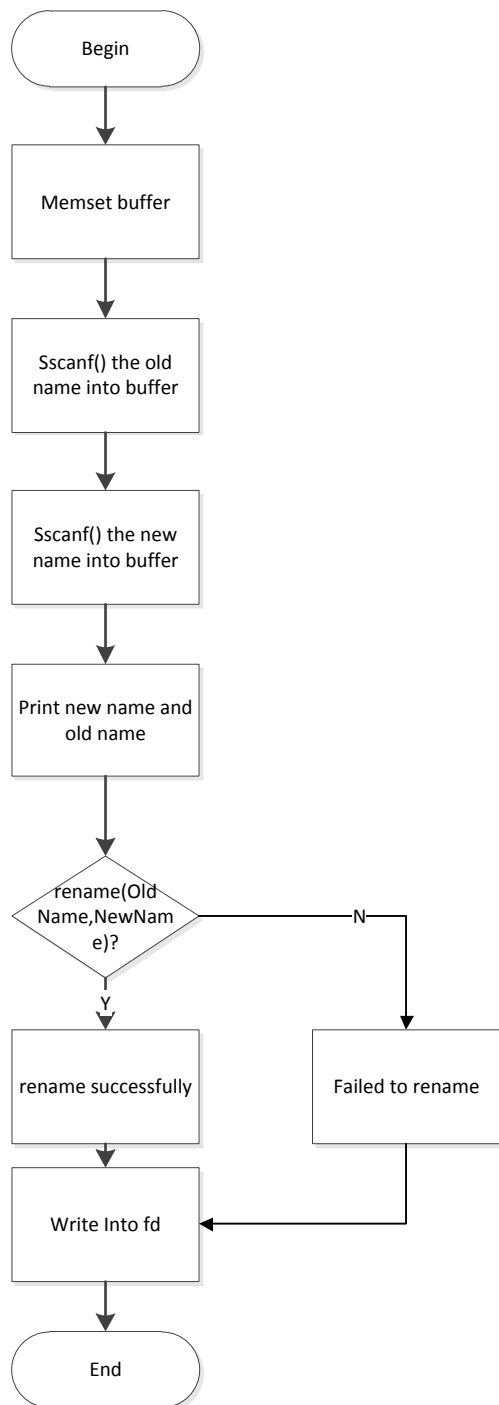 Begin
Memset buffer
Sscanf() the old
name into buffer
Sscanf() the new
name into buffer
Print new name and
old name
rename(Old
Name,NewNam
e)?
N
Y
rename successfully
Failed to rename
Write Into fd
End